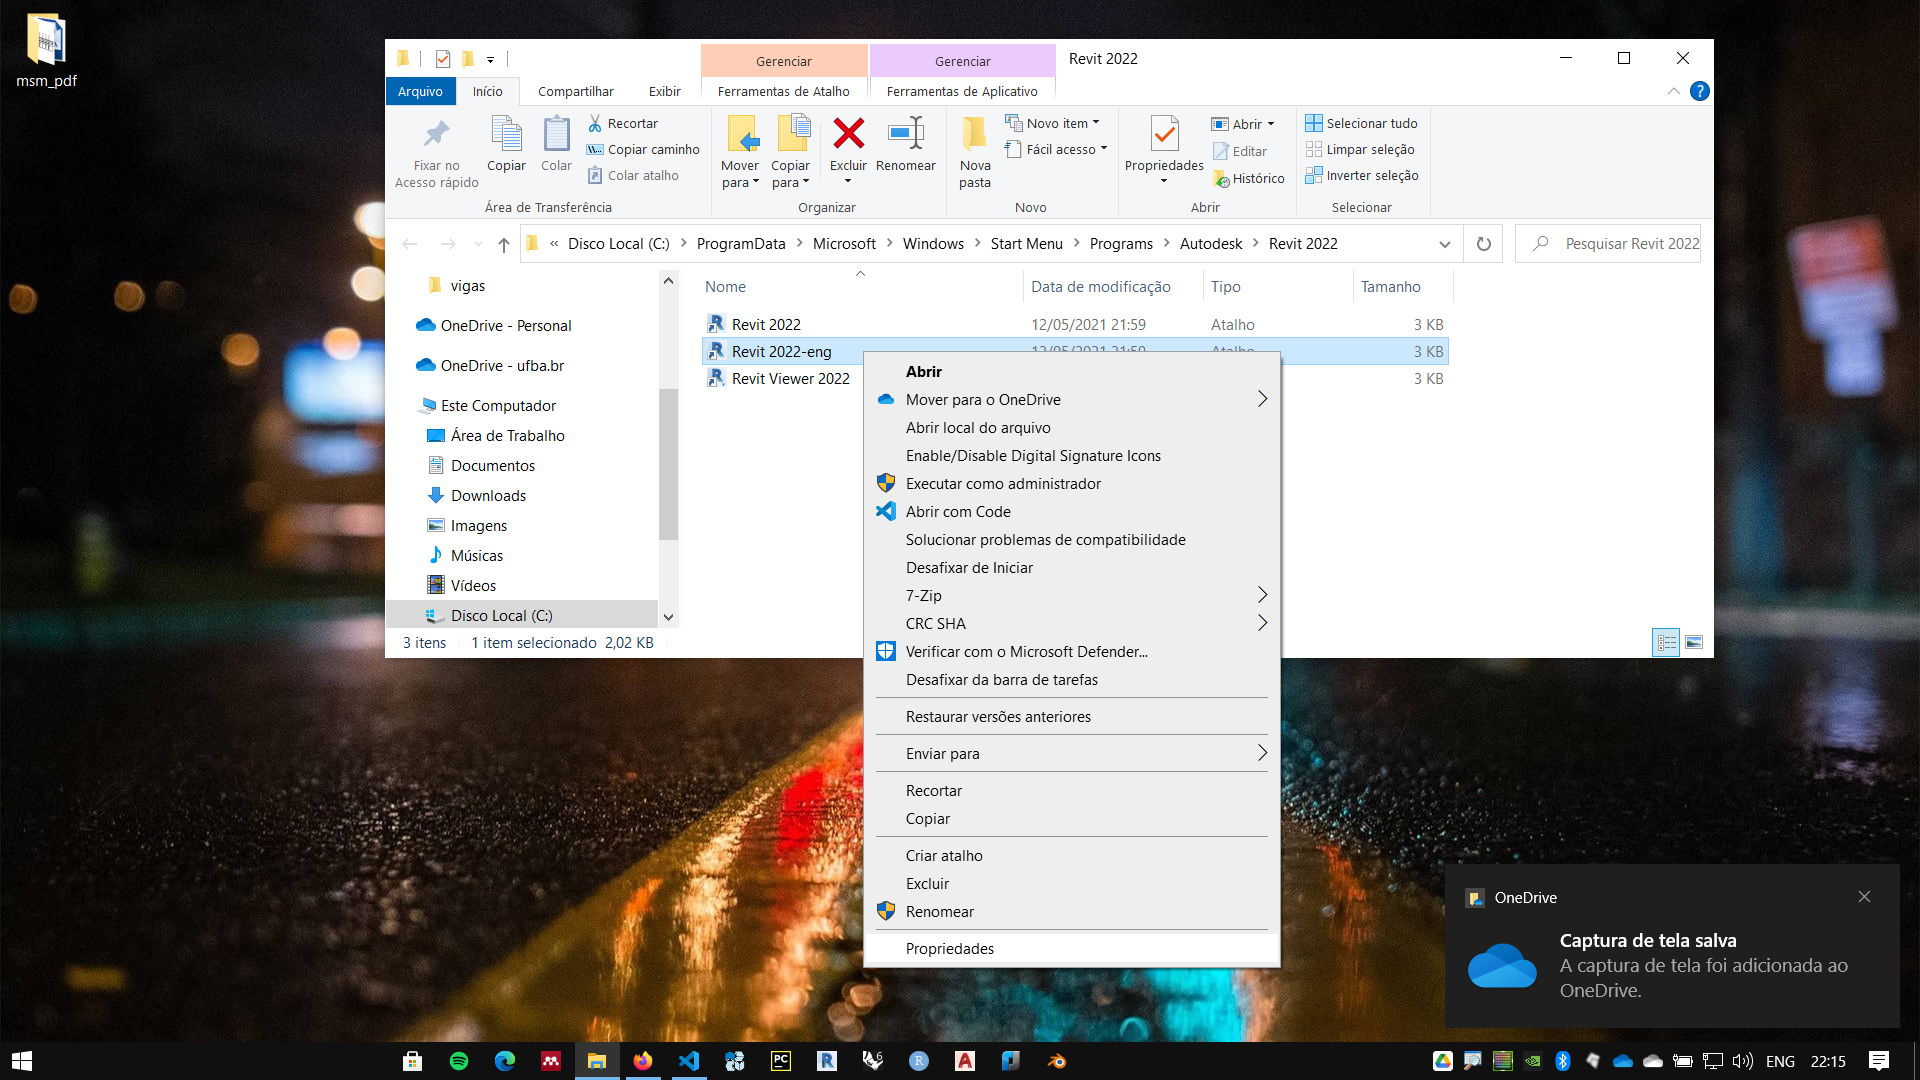 msm_pdf
Gerenciar
Gerenciar
Revit 2022
Arquivo
Início
Compartilhar
Exibir
Ferramentas de Atalho
Ferramentas de Aplicativo
Fixar no
Acesso rápido
Copiar
Colar
Recortar
Copiar caminho
Colar atalho
Área de Transferência
Mover
para
Copiar
para
Excluir
Renomear
Organizar
Nova
pasta
Novo item
Fácil acesso
Novo
Propriedades
Abrir
Editar
Histórico
Abrir
Selecionar tudo
Limpar seleção
Inverter seleção
Selecionar
« Disco Local (C:) > ProgramData > Microsoft > Windows > Start Menu > Programs > Autodesk > Revit 2022
Pesquisar Revit 2022
vigas
OneDrive - Personal
OneDrive - ufba.br
Este Computador
Área de Trabalho
Documentos
Downloads
Imagens
Músicas
Vídeos
Disco Local (C:)
Nome Data de modificação Tipo Tamanho
Revit 2022 12/05/2021 21:59 Atalho 3 KB
Revit 2022-eng 12/05/2021 21:59 Atalho 3 KB
Revit Viewer 2022 3 KB
Abrir
Mover para o OneDrive
Abrir local do arquivo
Enable/Disable Digital Signature Icons
Executar como administrador
Abrir com Code
Solucionar problemas de compatibilidade
Desafixar de Iniciar
7-Zip
CRC SHA
Verificar com o Microsoft Defender...
Desafixar da barra de tarefas
Restaurar versões anteriores
Enviar para
Recortar
Copiar
Criar atalho
Excluir
Renomear
Propriedades
3 itens 1 item selecionado 2,02 KB
OneDrive
Captura de tela salva
A captura de tela foi adicionada ao
OneDrive.
ENG 22:15